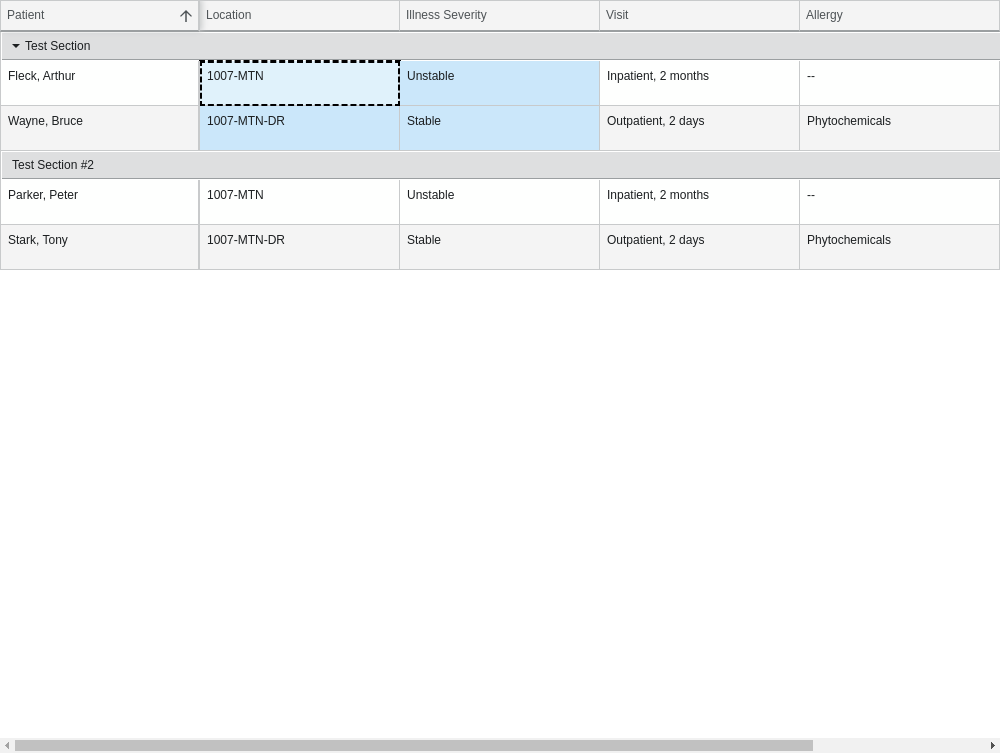 Patient Location Illness Severity Visit Allergy
Test Section
Fleck, Arthur 1007-MTN Unstable Inpatient, 2 months --
Wayne, Bruce 1007-MTN-DR Stable Outpatient, 2 days Phytochemicals
Test Section #2
Parker, Peter 1007-MTN Unstable Inpatient, 2 months --
Stark, Tony 1007-MTN-DR Stable Outpatient, 2 days Phytochemicals